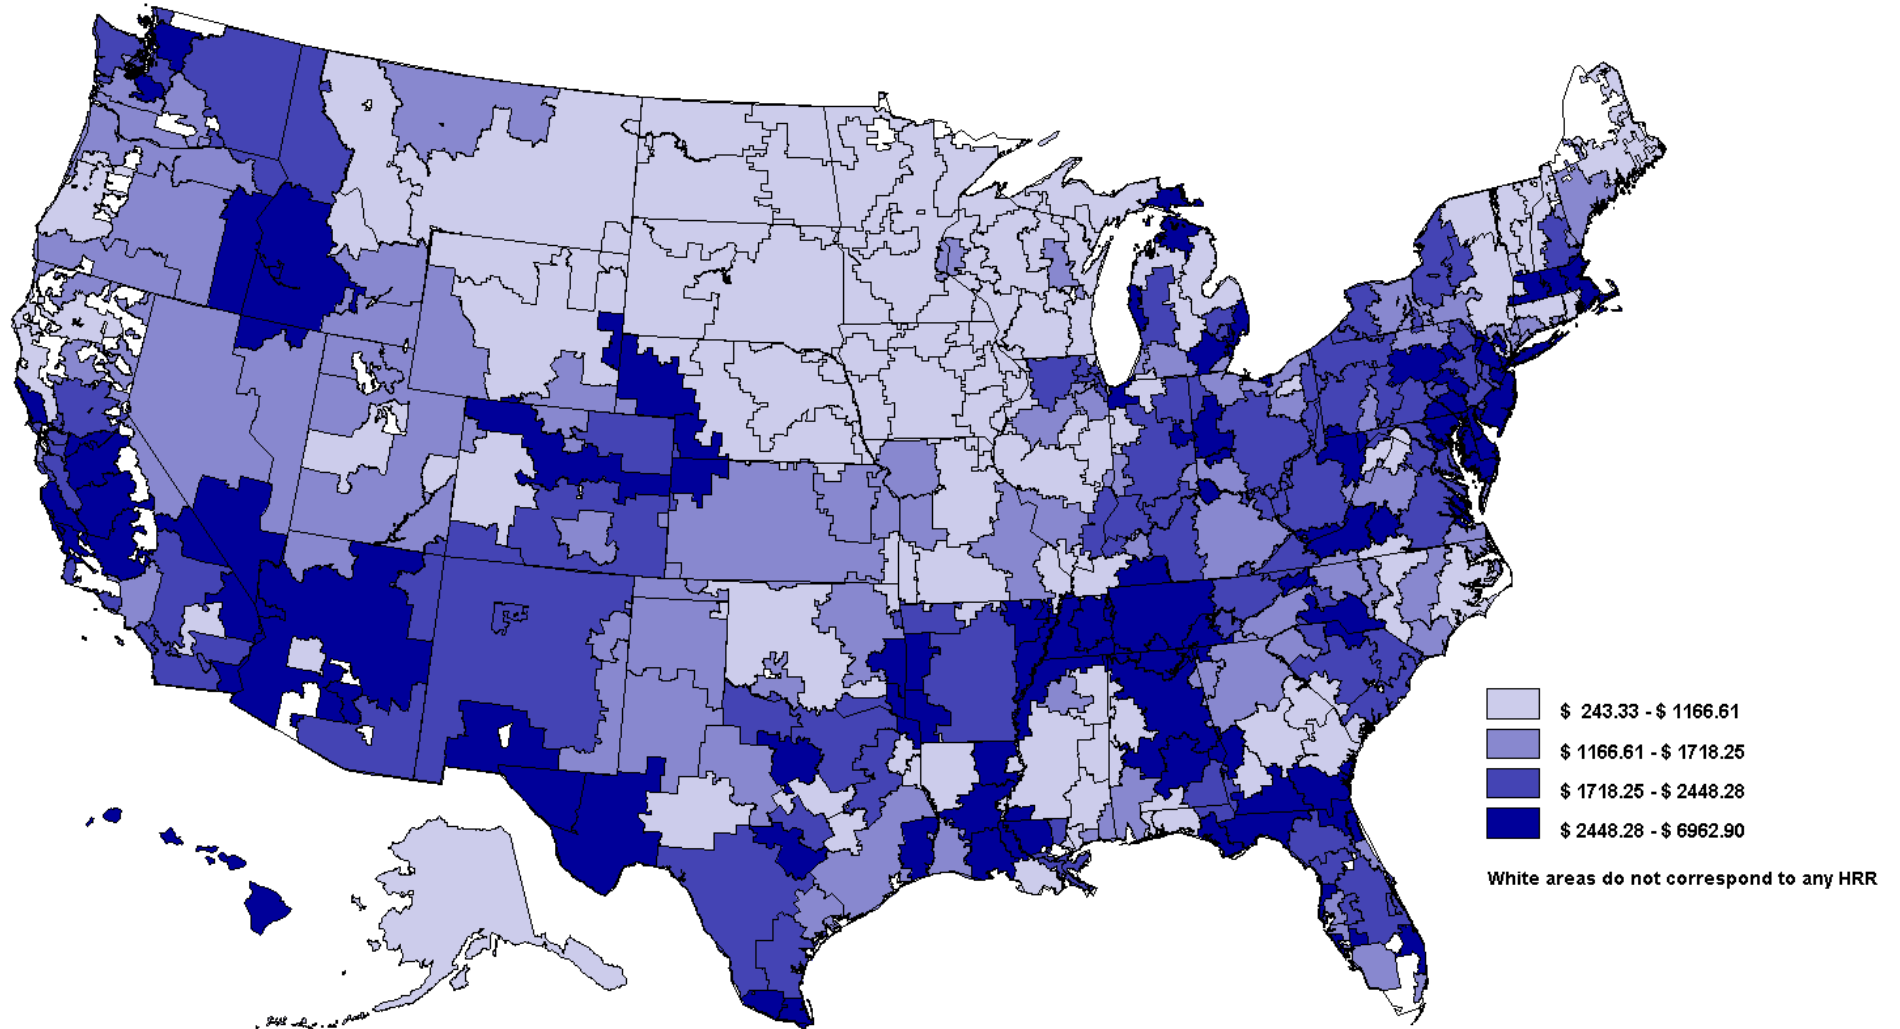 $ 243.33 - $ 1166.61
$ 1166.61 - $ 1718.25
$ 1718.25 - $ 2448.28
$ 2448.28 - $ 6962.90
White areas do not correspond to any HRR